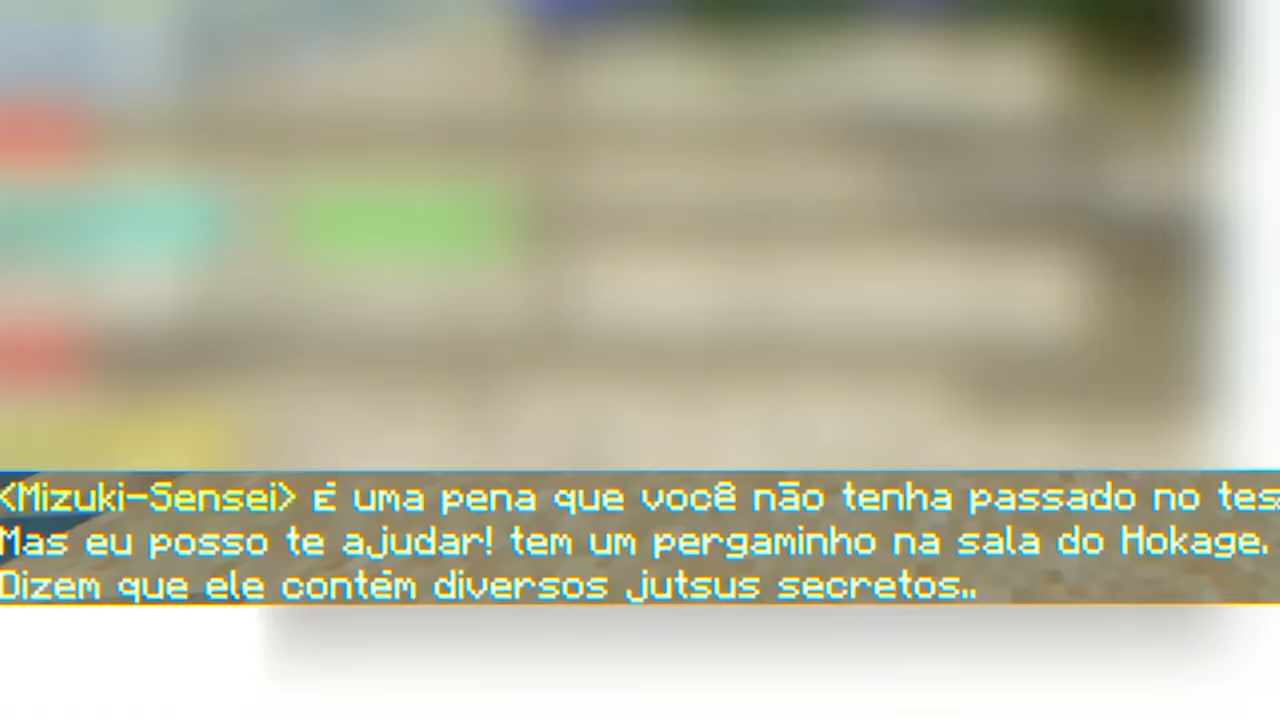 <Mizuki-Sensei> É uma pena que você não tenha passado no
Mas eu posso te ajudar! tem um pergaminho na sala do Hokage.
Dizem que ele contém diversos jutsus secretos..